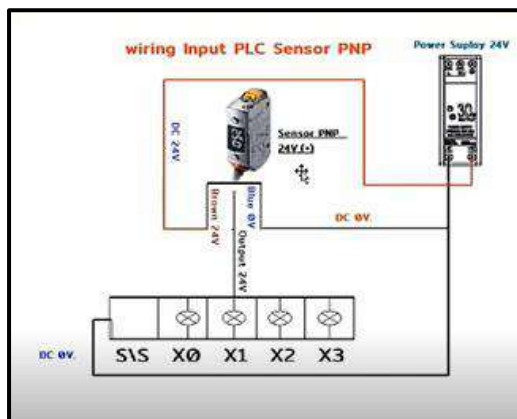 wiring Input PLC Sensor PNP
Power Suplay 24V
DC 24V.
Sensor PNP
24V.(+)
Brown 24V
Output 24V
Blue 0V
DC 0V.
DC 0V.
S\S X0 X1 X2 X3